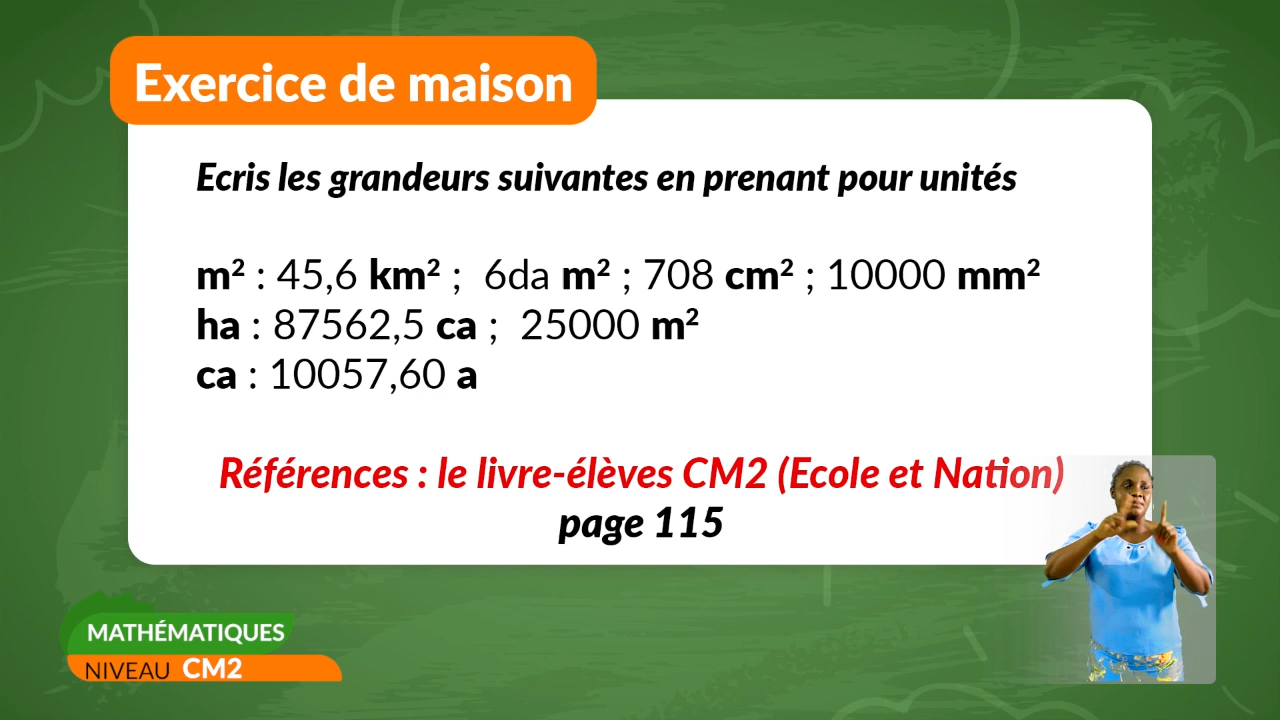 Exercice de maison
Ecris les grandeurs suivantes en prenant pour unités
m² : 45,6 km² ; 6da m² ; 708 cm² ; 10000 mm²
ha : 87562,5 ca ; 25000 m²
ca : 10057,60 a
Références : le livre-élèves CM2 (Ecole et Nation)
page 115
MATHÉMATIQUES
NIVEAU CM2